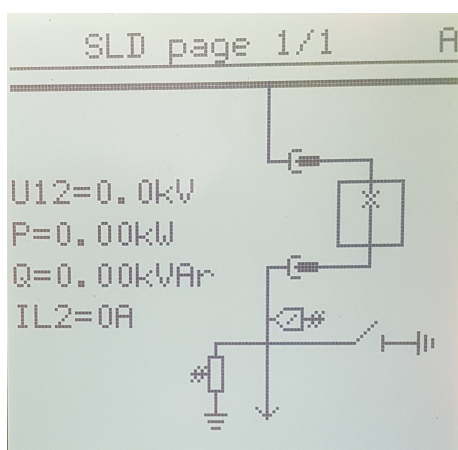 SLD page 1/1 A
U12=0.0kV
P=0.00kW
Q=0.00kVAr
IL2=0A